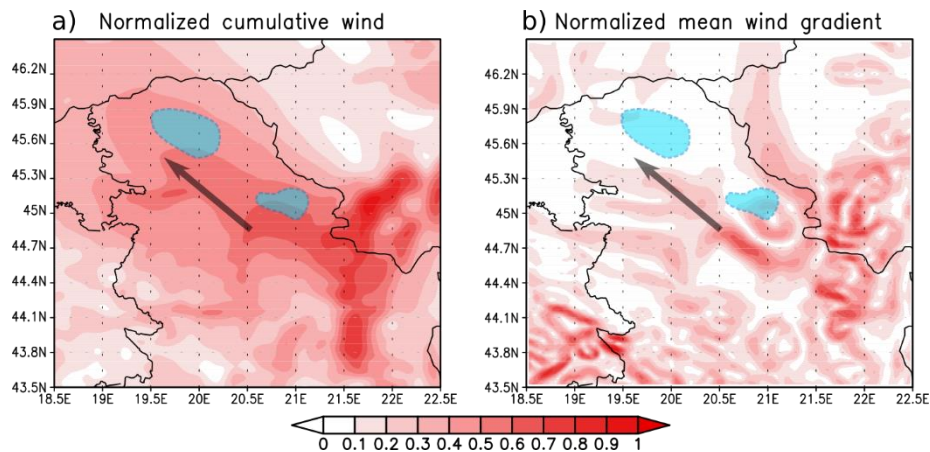 a) Normalized cumulative wind
46.2N
45.9N
45.6N
45.3N
45N
44.7N
44.4N
44.1N
43.8N
43.5N
18.5E 19E 19.5E 20E 20.5E 21E 21.5E 22E 22.5E
b) Normalized mean wind gradient
46.2N
45.9N
45.6N
45.3N
45N
44.7N
44.4N
44.1N
43.8N
43.5N
18.5E 19E 19.5E 20E 20.5E 21E 21.5E 22E 22.5E
0 0.1 0.2 0.3 0.4 0.5 0.6 0.7 0.8 0.9 1